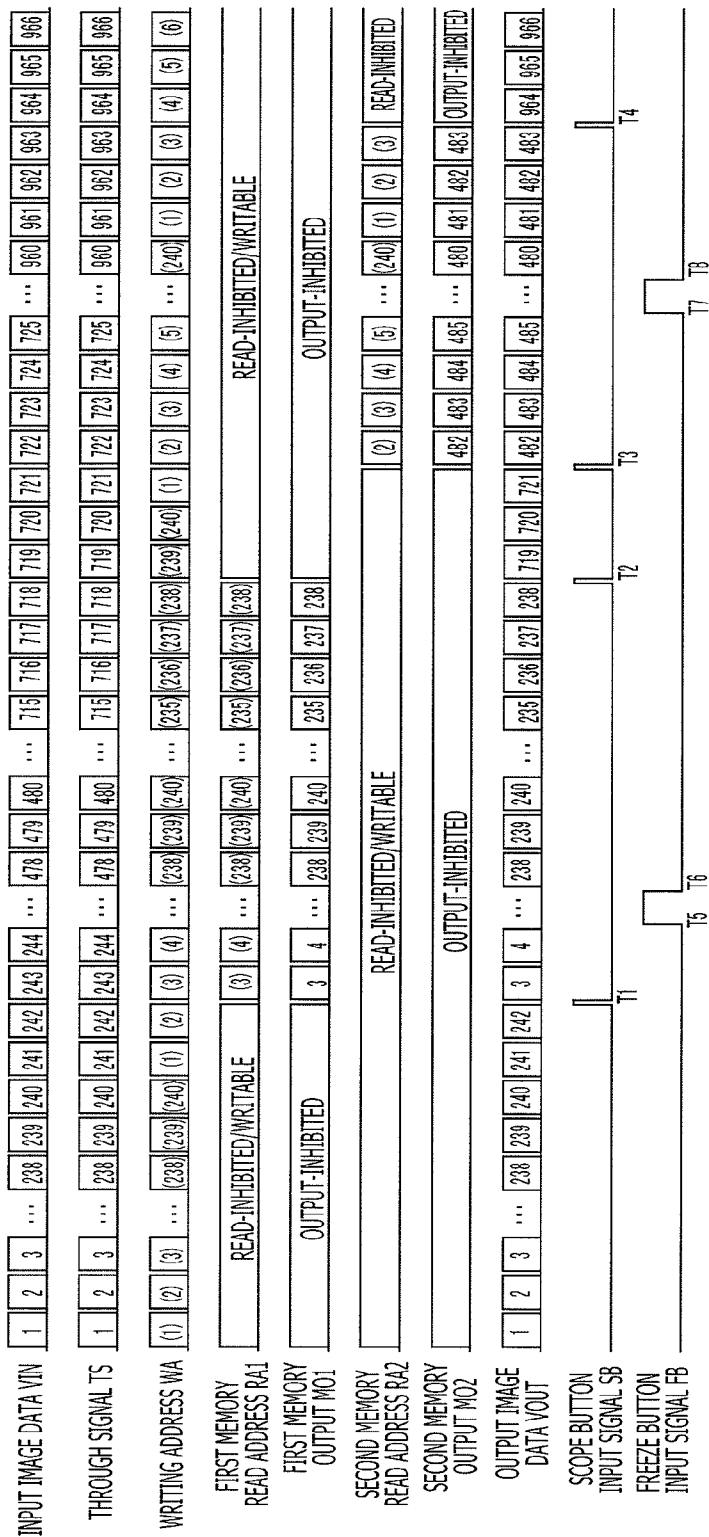 INPUT IMAGE DATA VIN 1 2 3 ... 238 239 240 241 242 243 244 ... 478 479 480 ... 715 716 717 718 719 720 721 722 723 724 725 ... 960 961 962 963 964 965 966
THROUGH SIGNAL TS 1 2 3 ... 238 239 240 241 242 243 244 ... 478 479 480 ... 715 716 717 718 719 720 721 722 723 724 725 ... 960 961 962 963 964 965 966
WRITING ADDRESS WA (1) (2) (3) ... (238) (239) (240) (1) (2) (3) (4) ... (238) (239) (240) ... (235) (236) (237) (238) (239) (240) (1) (2) (3) (4) (5) ... (240) (1) (2) (3) (4) (5) (6)
FIRST MEMORY
READ ADDRESS RA1 READ-INHIBITED/WRITABLE (3) (4) ... (238) (239) (240) ... (235) (236) (237) (238) READ-INHIBITED/WRITABLE
FIRST MEMORY
OUTPUT MO1 OUTPUT-INHIBITED 3 4 ... 238 239 240 ... 235 236 237 238 OUTPUT-INHIBITED
SECOND MEMORY
READ ADDRESS RA2 READ-INHIBITED/WRITABLE (2) (3) (4) (5) ... (240) (1) (2) (3) READ-INHIBITED
SECOND MEMORY
OUTPUT MO2 OUTPUT-INHIBITED 482 483 484 485 ... 480 481 482 483 OUTPUT-INHIBITED
OUTPUT IMAGE
DATA VOUT 1 2 3 ... 238 239 240 241 242 3 4 ... 238 239 240 ... 235 236 237 238 719 720 721 482 483 484 485 ... 480 481 482 483 964 965 966
SCOPE BUTTON
INPUT SIGNAL SB T1 T2 T3 T4
FREEZE BUTTON
INPUT SIGNAL FB T5 T6 T7 T8